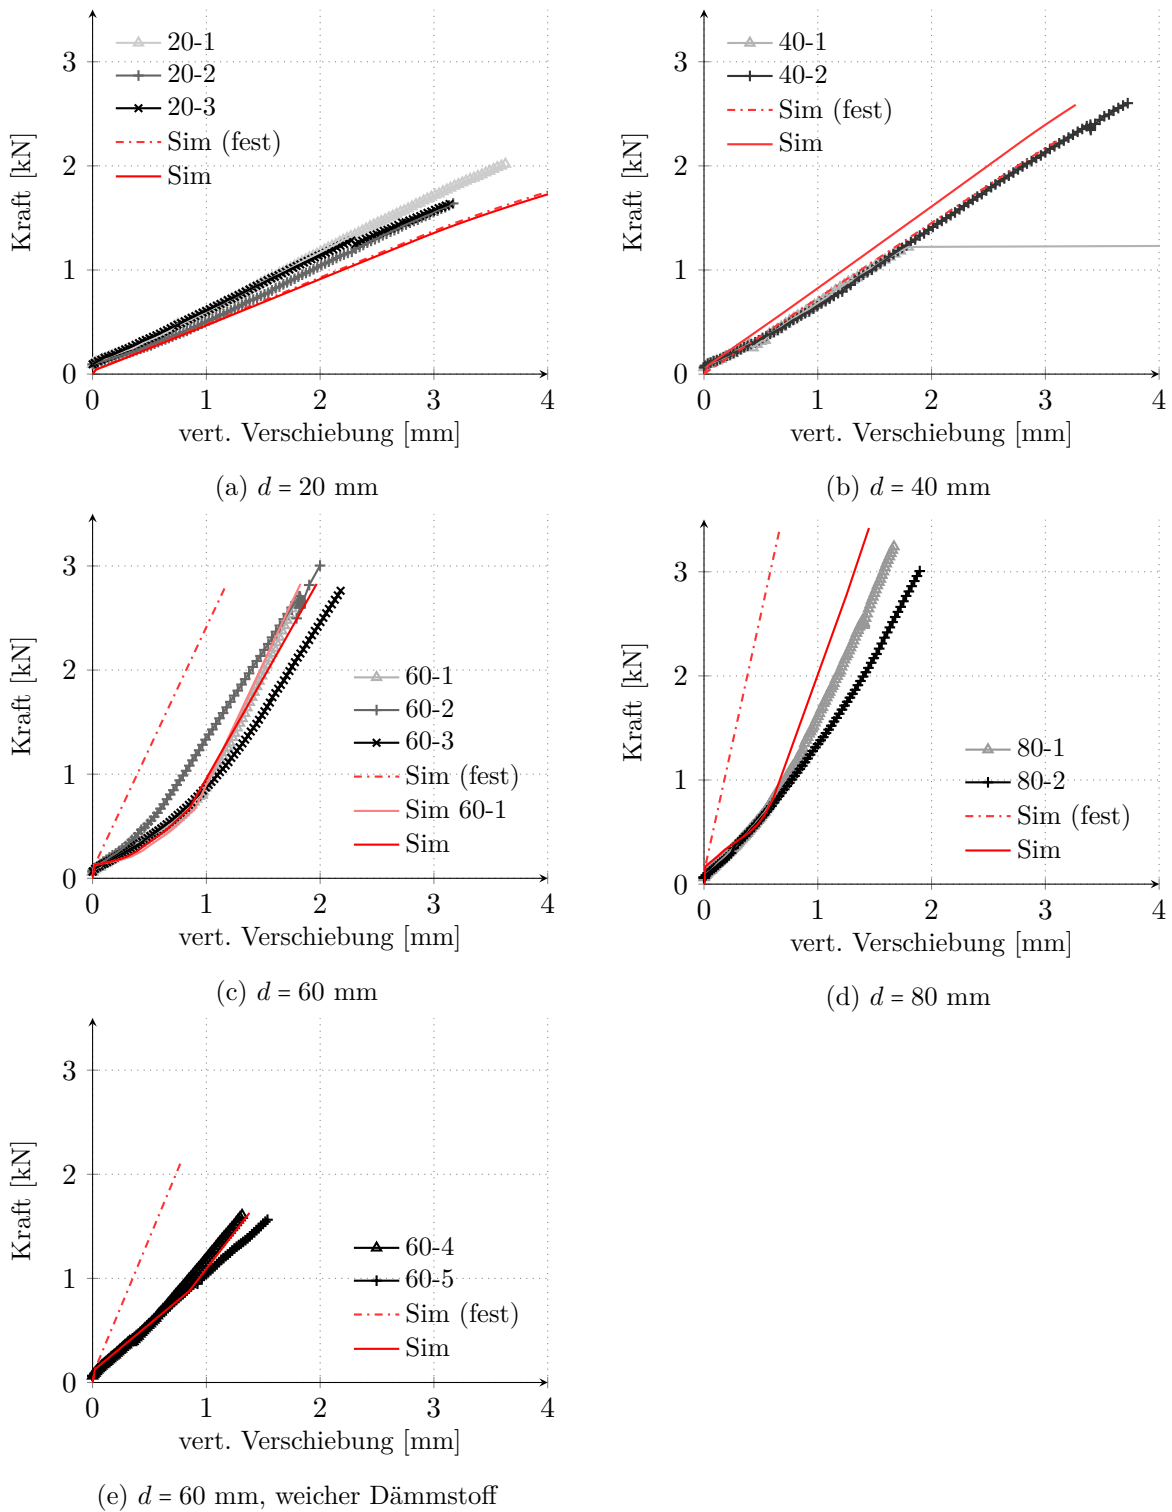 20-1
20-2
20-3
Sim (fest)
Sim
Kraft [kN]
3
2
1
0
0 1 2 3 4
vert. Verschiebung [mm]
(a) d = 20 mm
40-1
40-2
Sim (fest)
Sim
Kraft [kN]
3
2
1
0
0 1 2 3 4
vert. Verschiebung [mm]
(b) d = 40 mm
60-1
60-2
60-3
Sim (fest)
Sim 60-1
Sim
Kraft [kN]
3
2
1
0
0 1 2 3 4
vert. Verschiebung [mm]
(c) d = 60 mm
80-1
80-2
Sim (fest)
Sim
Kraft [kN]
3
2
1
0
0 1 2 3 4
vert. Verschiebung [mm]
(d) d = 80 mm
60-4
60-5
Sim (fest)
Sim
Kraft [kN]
3
2
1
0
0 1 2 3 4
vert. Verschiebung [mm]
(e) d = 60 mm, weicher Dämmstoff